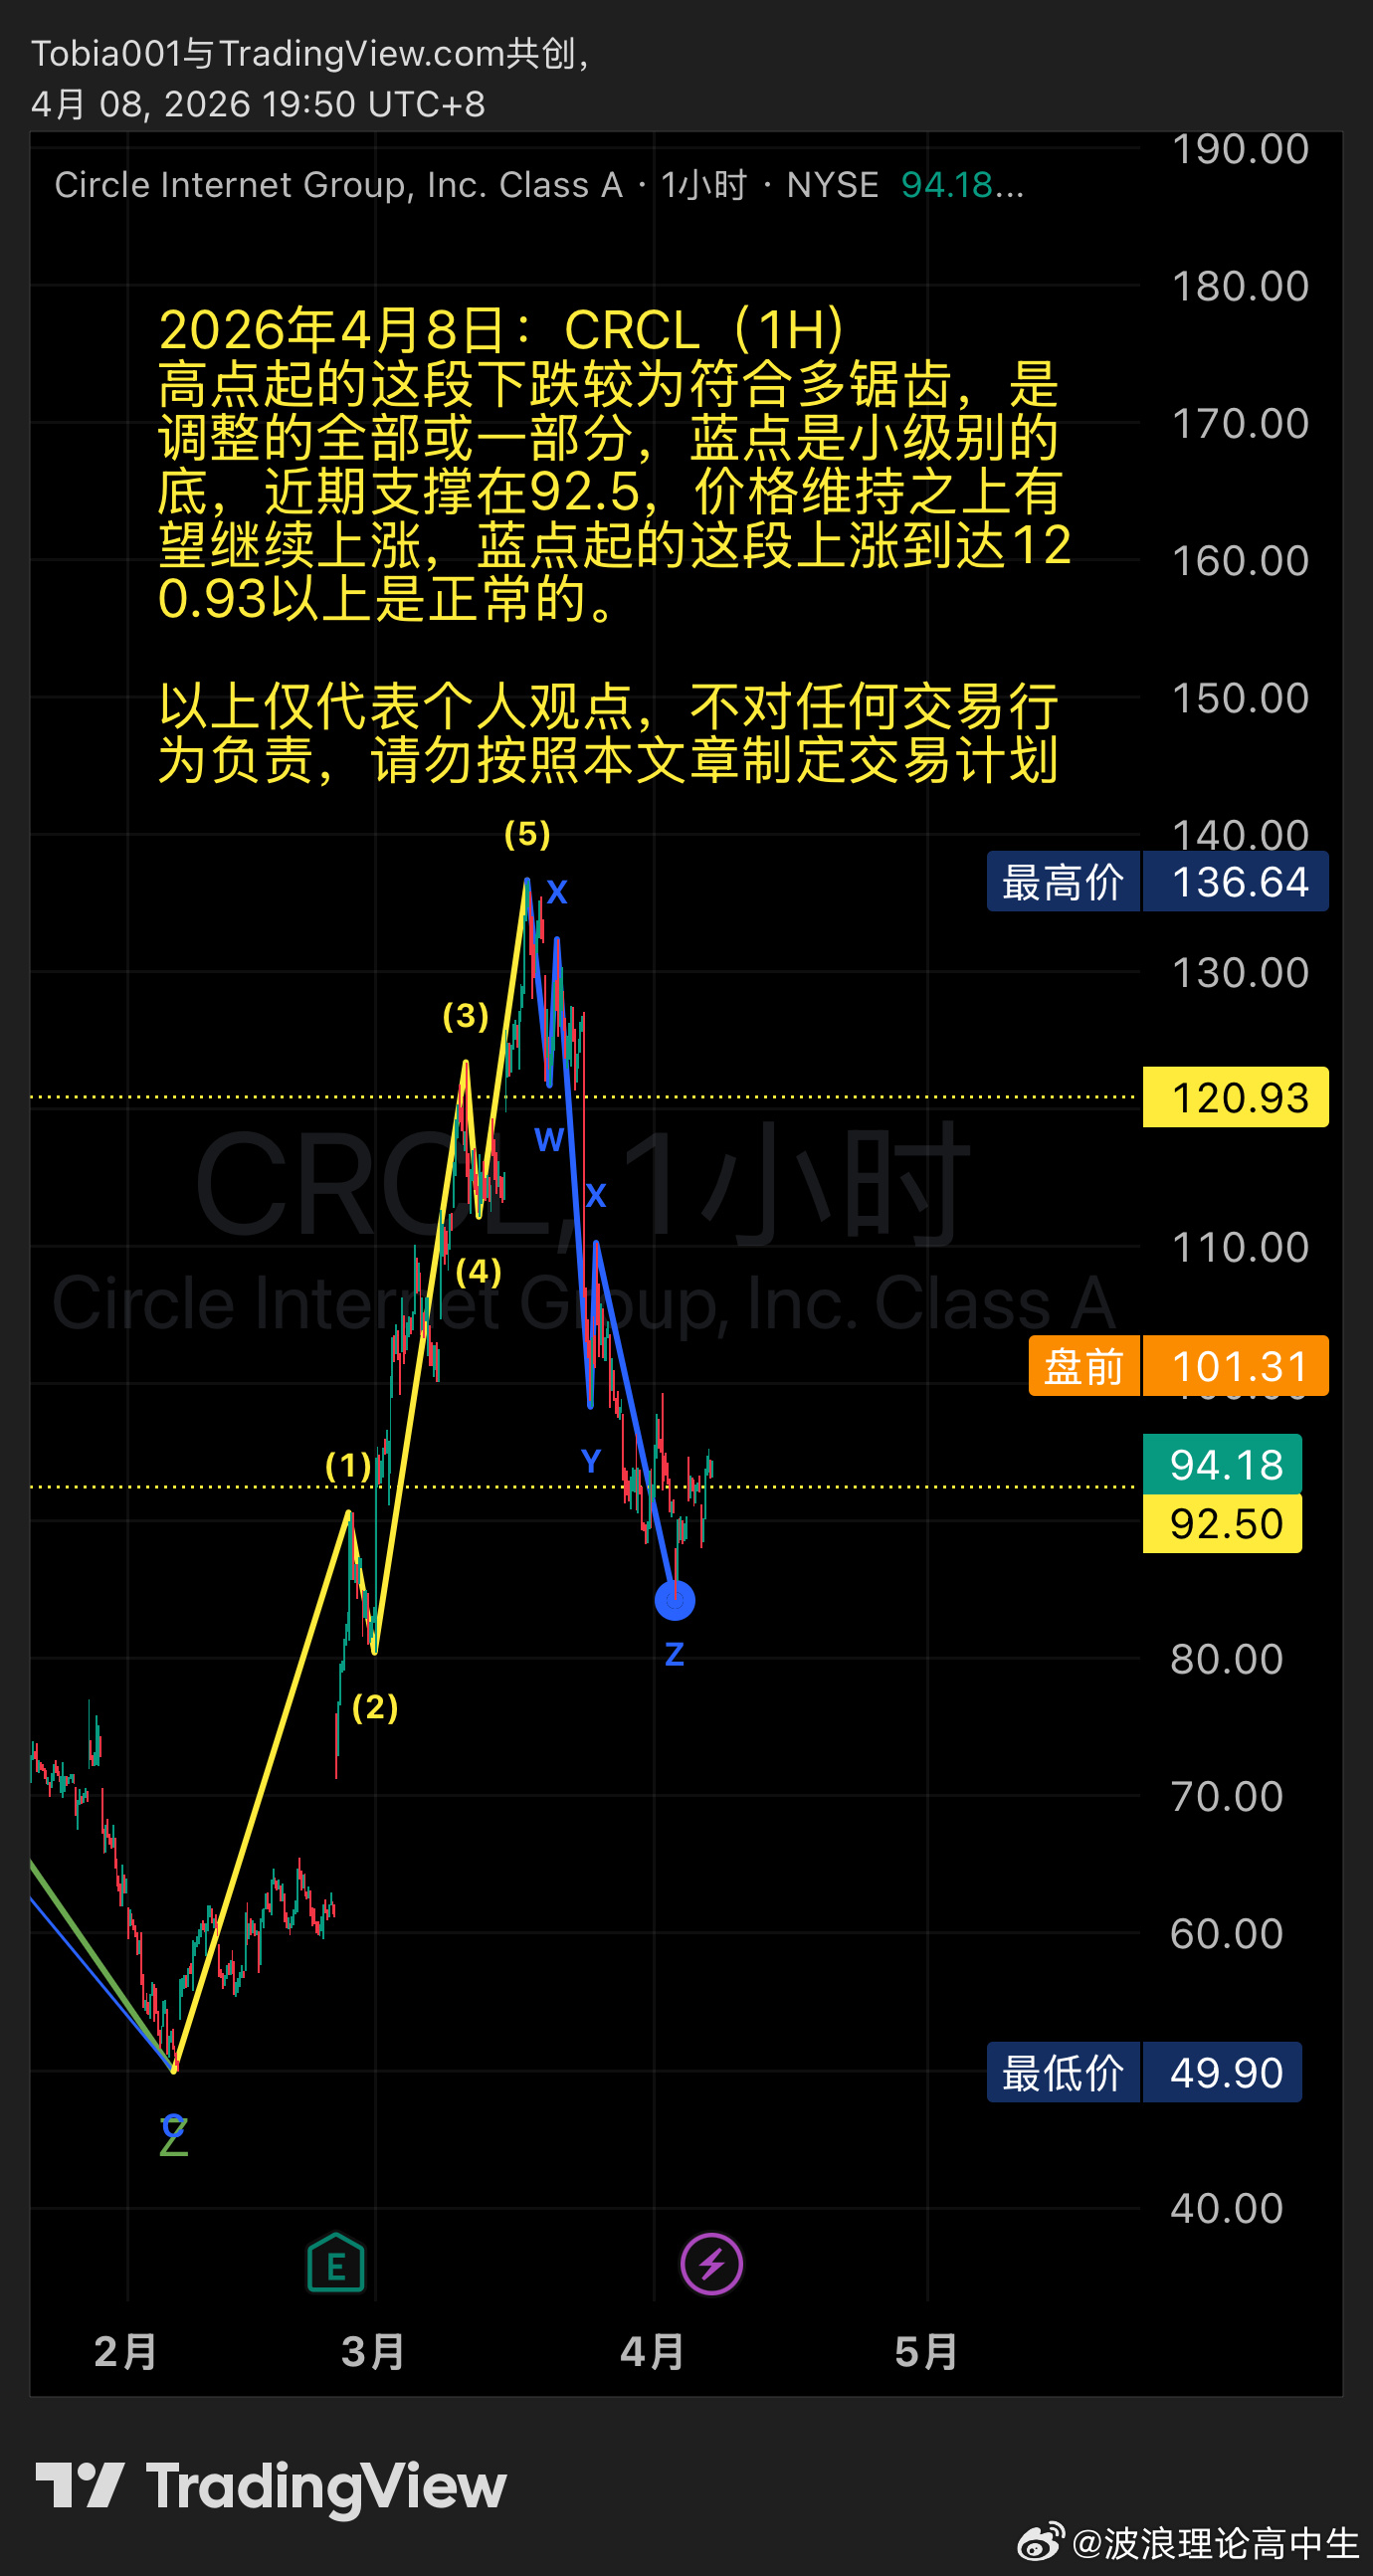 Tobia001与TradingView.com共创,
4月 08, 2026 19:50 UTC+8
Circle Internet Group, Inc. Class A · 1小时 · NYSE 94.18...
190.00
180.00
2026年4月8日：CRCL（1H）
高点起的这段下跌较为符合多锯齿，是
调整的全部或一部分，蓝点是小级别的
底，近期支撑在92.5，价格维持之上有
望继续上涨，蓝点起的这段上涨到达12
0.93以上是正常的。
170.00
160.00
以上仅代表个人观点，不对任何交易行
为负责，请勿按照本文章制定交易计划
150.00
140.00
(5)
最高价 136.64
X
130.00
(3)
120.93
W
CRCL, 1小时
X
110.00
(4)
Circle Internet Group, Inc. Class A
盘前 101.31
(1)
Y
94.18
92.50
Z
80.00
(2)
70.00
60.00
最低价 49.90
C
Z
40.00
E
2月 3月 4月 5月
TradingView
@波浪理论高中生